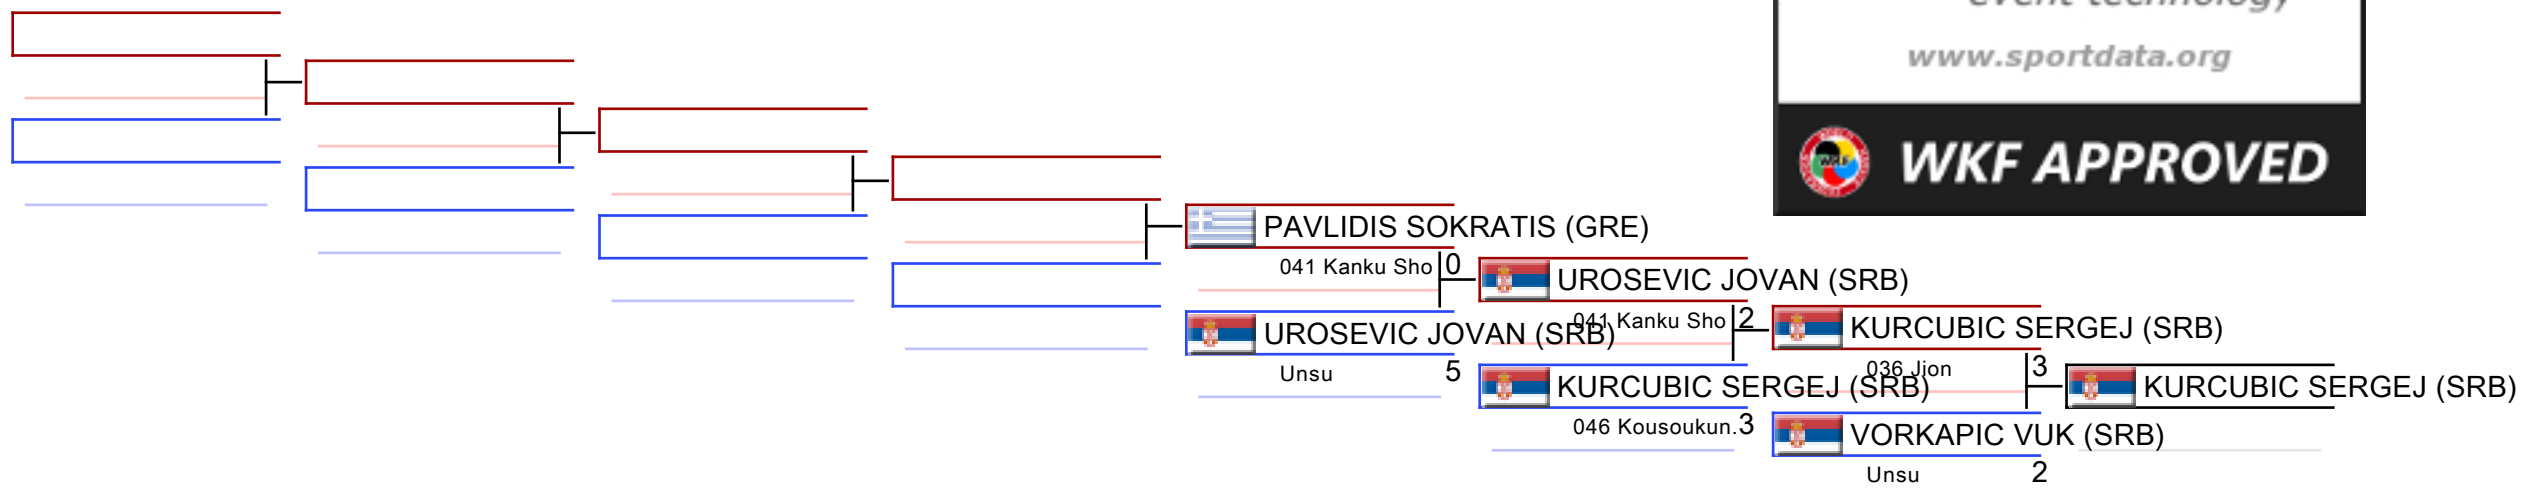 event technology
www.sportdata.org
WKF APPROVED
PAVLIDIS SOKRATIS (GRE)
041 Kanku Sho 0
UROSEVIC JOVAN (SRB)
Unsu 5
UROSEVIC JOVAN (SRB)
041 Kanku Sho 2
KURCUBIC SERGEJ (SRB)
046 Kousoukun. 3
KURCUBIC SERGEJ (SRB)
036 Jion 3
VORKAPIC VUK (SRB)
Unsu 2
KURCUBIC SERGEJ (SRB)